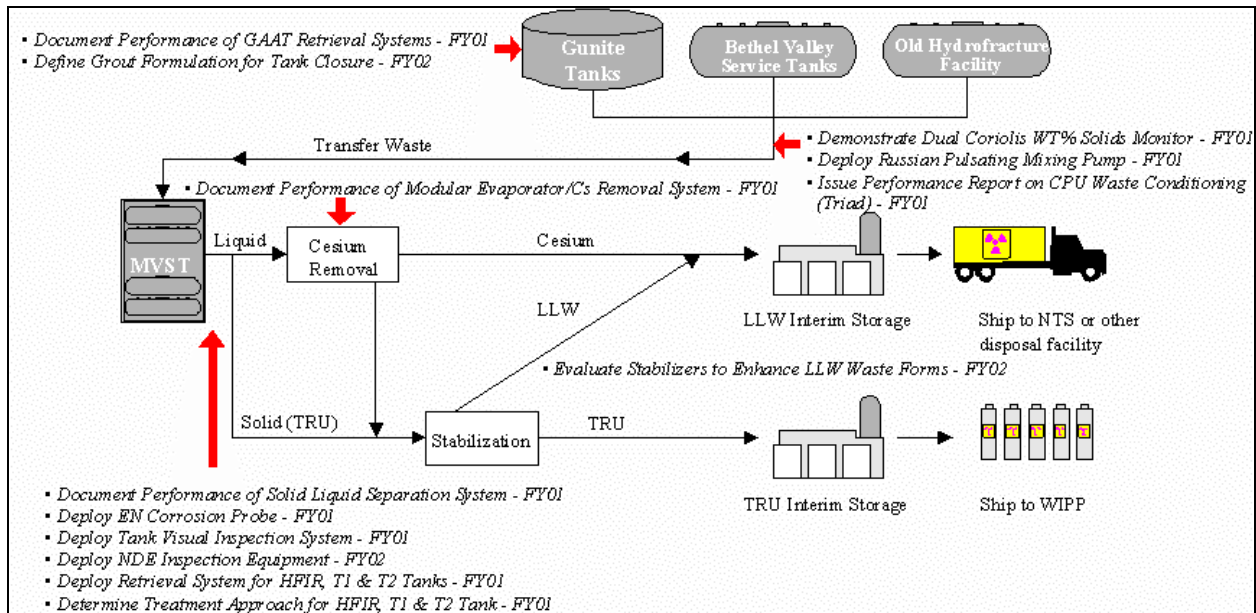 ▪ Document Performance of GAAT Retrieval Systems - FY01
▪ Define Grout Formulation for Tank Closure - FY02
Gunite
Tanks
Bethel Valley
Service Tanks
Old Hydrofracture
Facility
▪ Demonstrate Dual Coriolis WT% Solids Monitor - FY01
▪ Deploy Russian Pulsating Mixing Pump - FY01
▪ Issue Performance Report on CPU Waste Conditioning
(Triad) - FY01
Transfer Waste
▪ Document Performance of Modular Evaporator/Cs Removal System - FY01
MVST
Liquid
Cesium
Removal
Cesium
LLW
LLW Interim Storage
Ship to NTS or other
disposal facility
▪ Evaluate Stabilizers to Enhance LLW Waste Forms - FY02
Solid (TRU)
Stabilization
TRU
TRU Interim Storage
Ship to WIPP
▪ Document Performance of Solid Liquid Separation System - FY01
▪ Deploy EN Corrosion Probe - FY01
▪ Deploy Tank Visual Inspection System - FY01
▪ Deploy NDE Inspection Equipment - FY02
▪ Deploy Retrieval System for HFIR, T1 & T2 Tanks - FY01
▪ Determine Treatment Approach for HFIR, T1 & T2 Tank - FY01